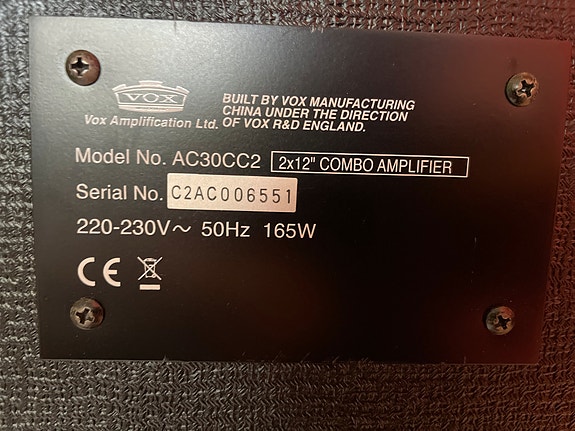 VOX
Vox Amplification Ltd.
BUILT BY VOX MANUFACTURING
CHINA UNDER THE DIRECTION
OF VOX R&D ENGLAND.
Model No. AC30CC2 2x12" COMBO AMPLIFIER
Serial No. C2AC006551
220-230V～ 50Hz 165W
CE